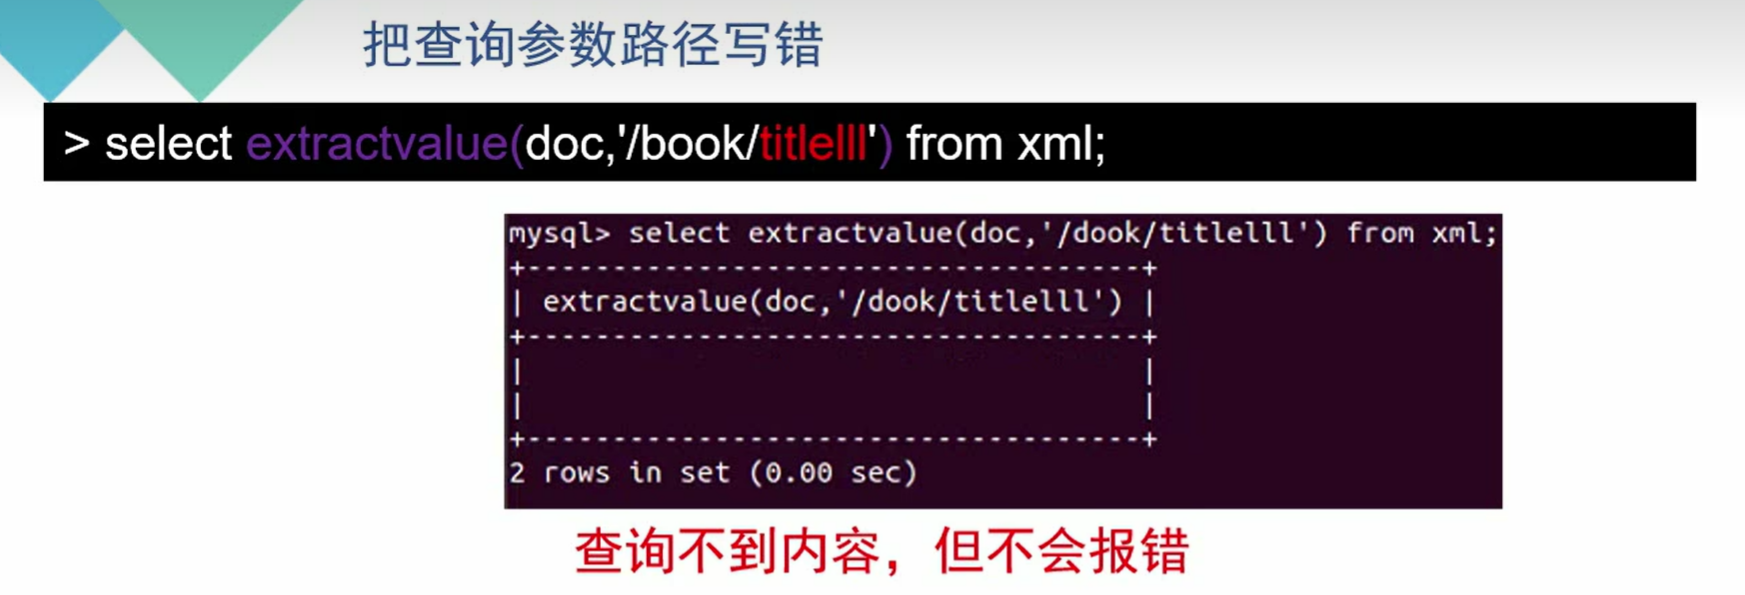 把查询参数路径写错
> select extractvalue(doc,'/book/titlelll') from xml;
mysql> select extractvalue(doc,'/dook/titlelll') from xml;
+------------------------------------+
| extractvalue(doc,'/dook/titlelll') |
+------------------------------------+
| |
| |
+------------------------------------+
2 rows in set (0.00 sec)
查询不到内容，但不会报错